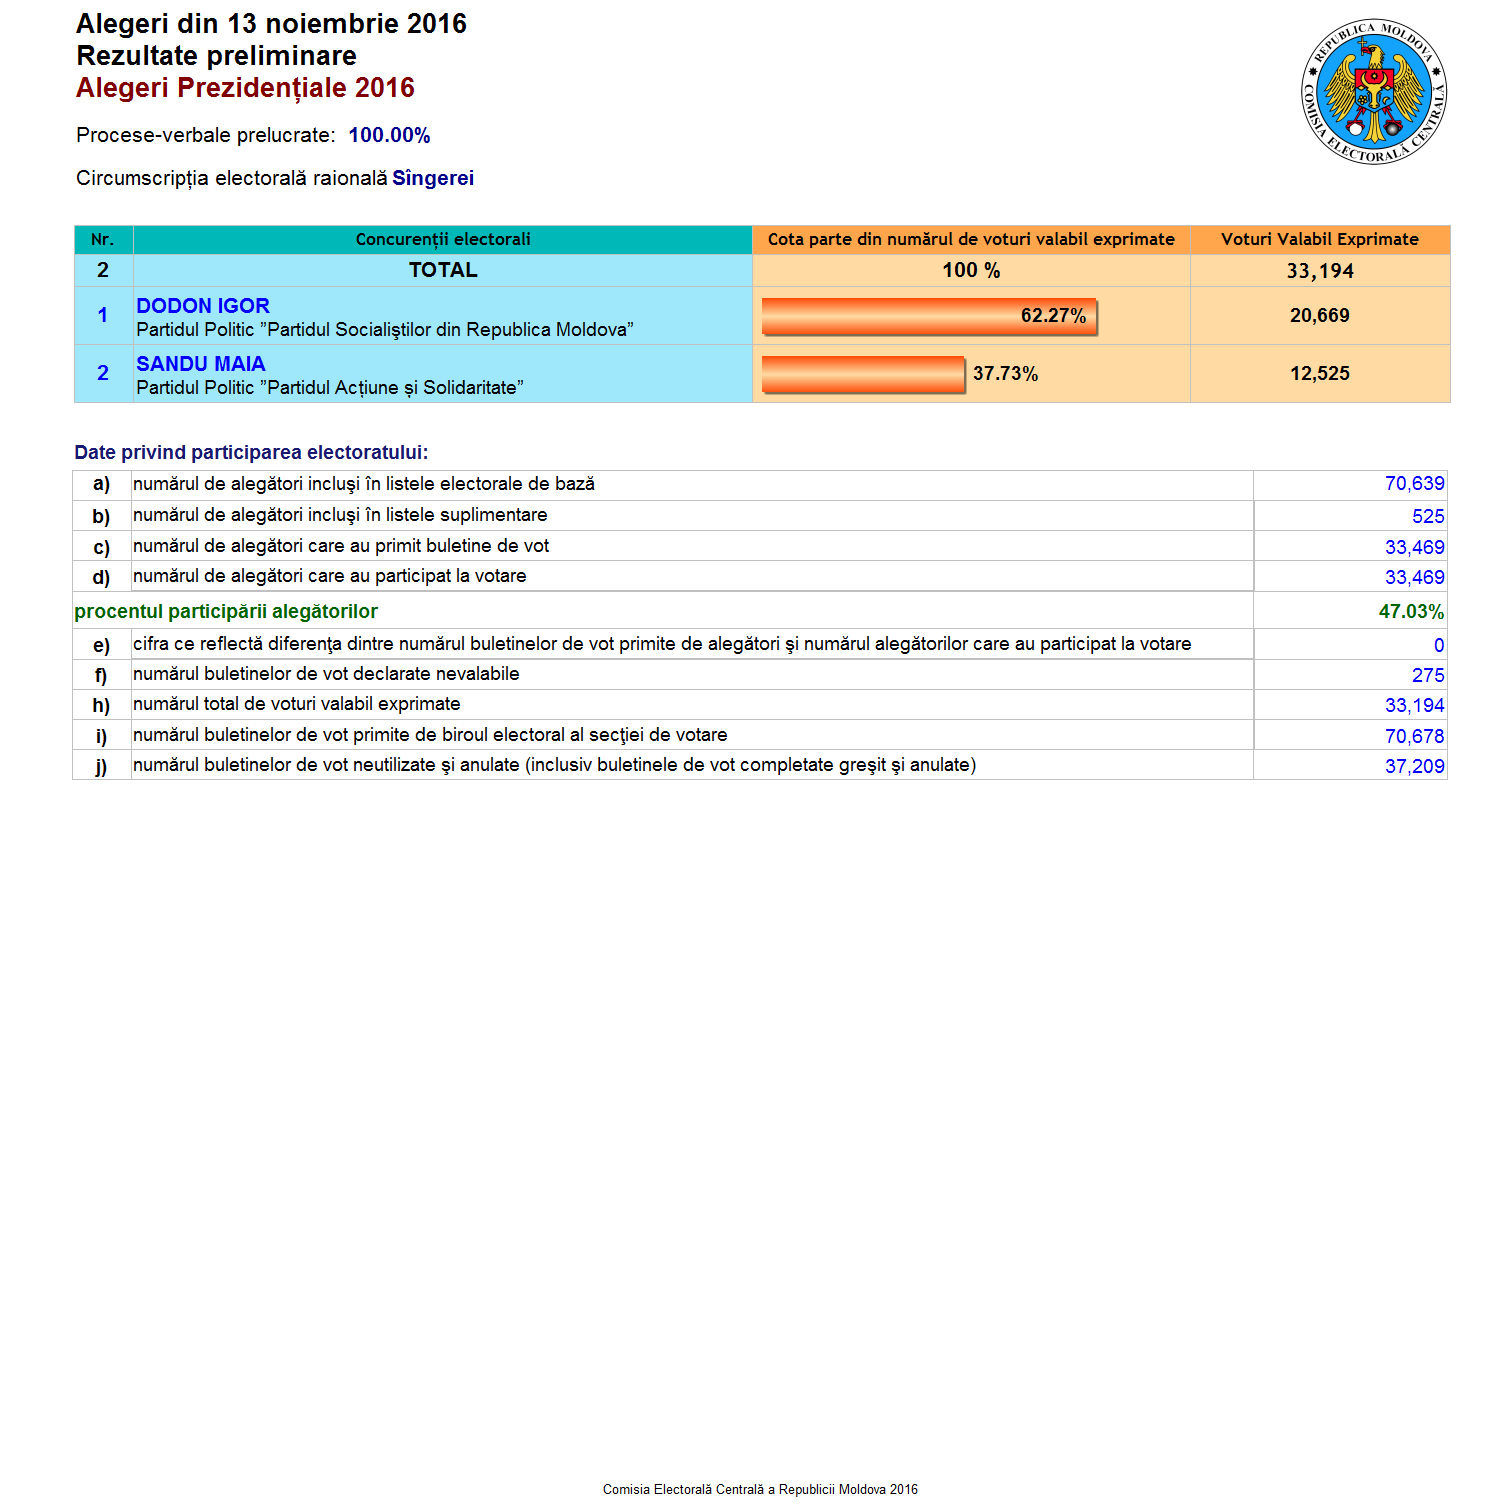 Alegeri din 13 noiembrie 2016
Rezultate preliminare
Alegeri Prezidențiale 2016
REPUBLICA MOLDOVA
COMISIA ELECTORALĂ CENTRALĂ
Procese-verbale prelucrate: 100.00%
Circumscripția electorală raională Sîngerei
Nr. Concurenții electorali Cota parte din numărul de voturi valabil exprimate Voturi Valabil Exprimate
2 TOTAL 100 % 33,194
1 DODON IGOR 62.27% 20,669
Partidul Politic ”Partidul Socialiştilor din Republica Moldova”
2 SANDU MAIA 37.73% 12,525
Partidul Politic ”Partidul Acțiune și Solidaritate”
Date privind participarea electoratului:
a) numărul de alegători incluşi în listele electorale de bază 70,639
b) numărul de alegători incluşi în listele suplimentare 525
c) numărul de alegători care au primit buletine de vot 33,469
d) numărul de alegători care au participat la votare 33,469
procentul participării alegătorilor 47.03%
e) cifra ce reflectă diferenţa dintre numărul buletinelor de vot primite de alegători şi numărul alegătorilor care au participat la votare 0
f) numărul buletinelor de vot declarate nevalabile 275
h) numărul total de voturi valabil exprimate 33,194
i) numărul buletinelor de vot primite de biroul electoral al secţiei de votare 70,678
j) numărul buletinelor de vot neutilizate şi anulate (inclusiv buletinele de vot completate greşit şi anulate) 37,209
Comisia Electorală Centrală a Republicii Moldova 2016